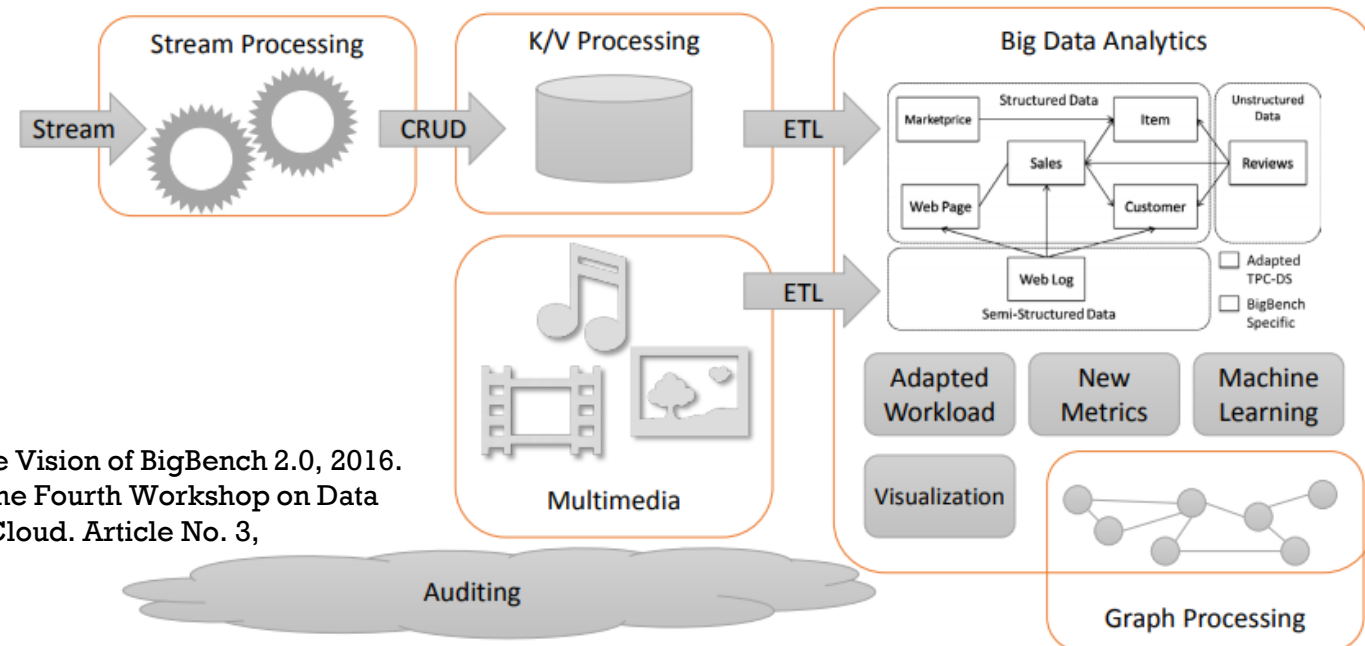 Stream Processing
Stream
CRUD
K/V Processing
ETL
Big Data Analytics
Structured Data
Unstructured
Data
Marketprice
Item
Sales
Reviews
Web Page
Customer
Web Log
Semi-Structured Data
Adapted
TPC-DS
BigBench
Specific
ETL
Multimedia
Adapted
Workload
New
Metrics
Machine
Learning
Visualization
Graph Processing
Vision of BigBench 2.0, 2016.
Fourth Workshop on Data
Cloud. Article No. 3,
Auditing